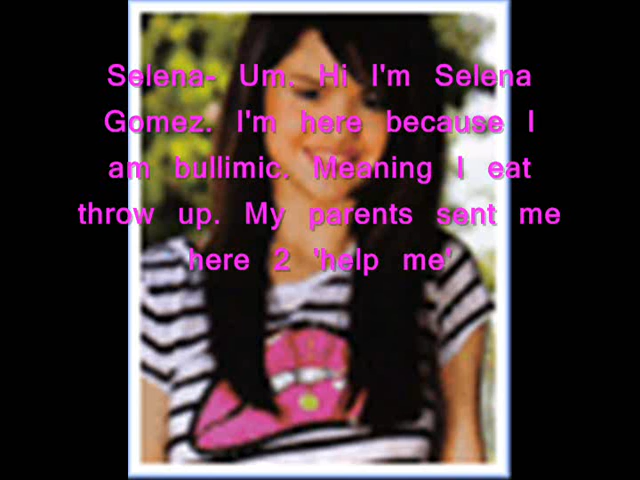 Selena- Um. Hi I'm Selena
Gomez. I'm here because I
am bullimic. Meaning I eat
throw up. My parents sent me
here 2 'help me'